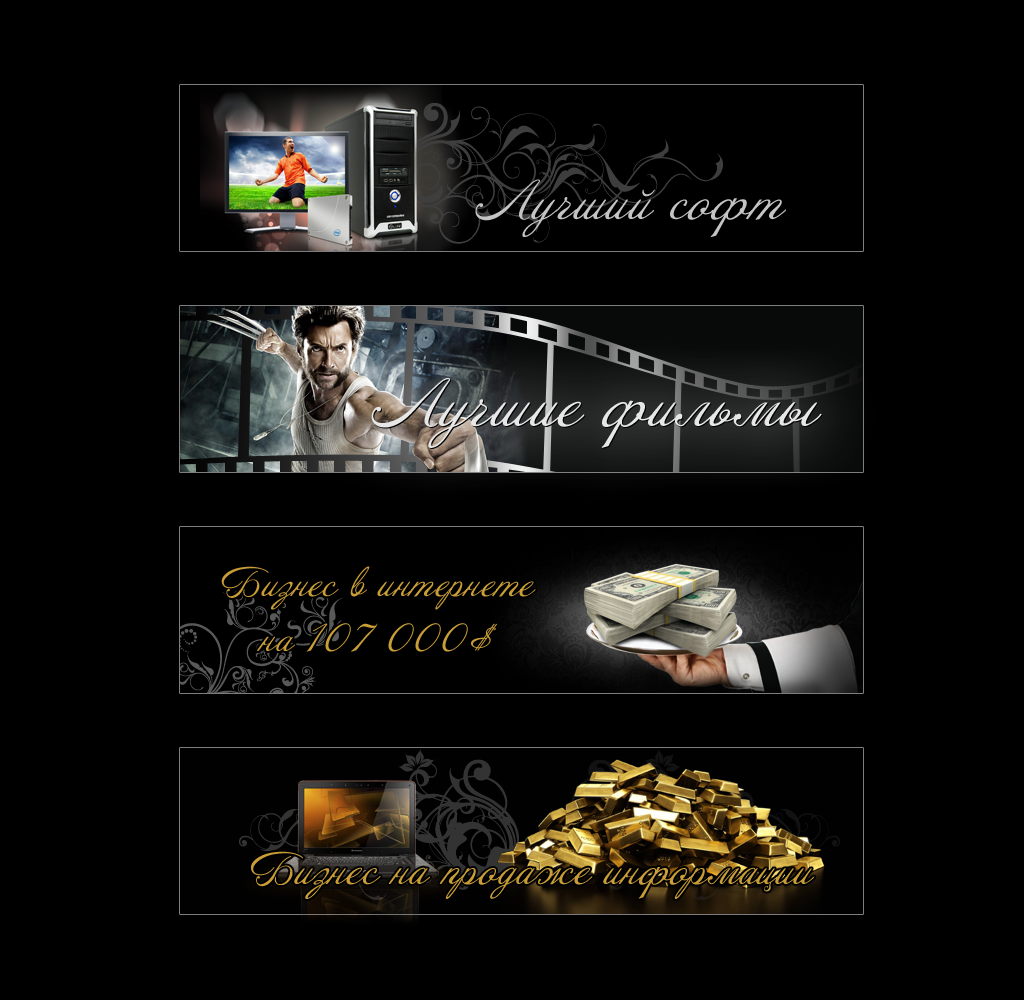 Лучший софт
Лучшие фильмы
Бизнес в интернете
на 107 000$
Бизнес на продаже информации